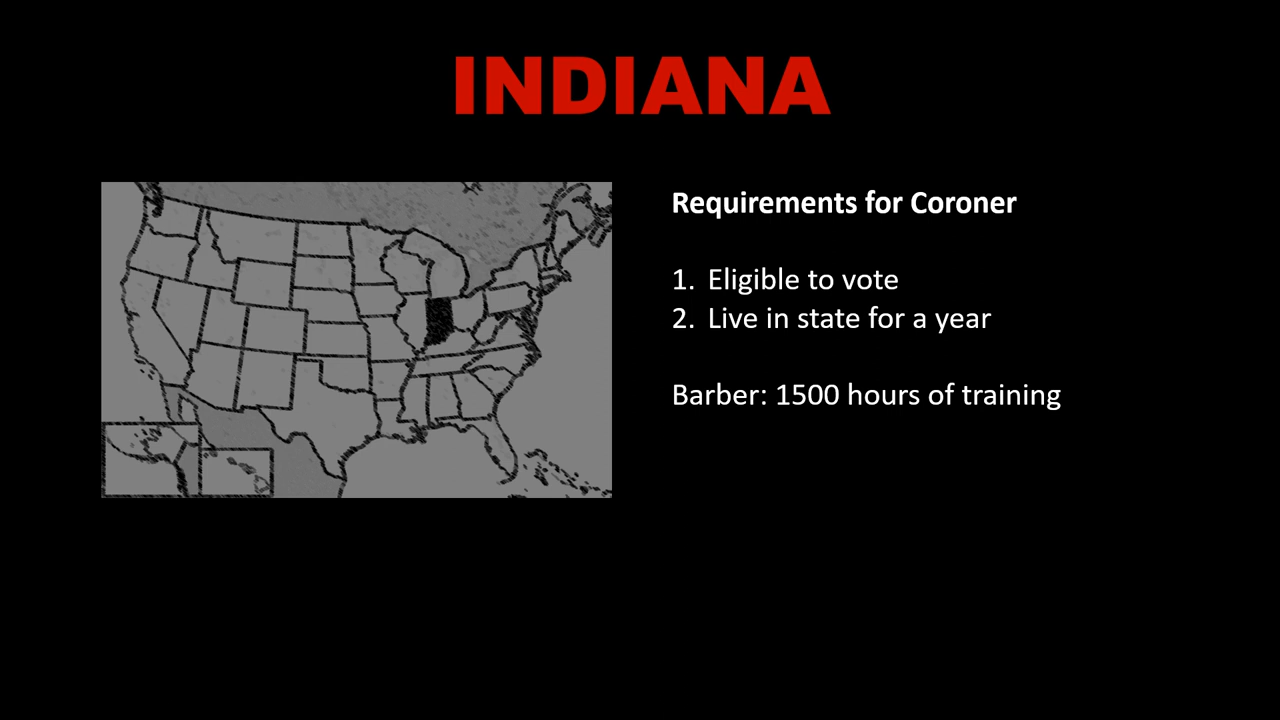 INDIANA
Requirements for Coroner
1. Eligible to vote
2. Live in state for a year
Barber: 1500 hours of training